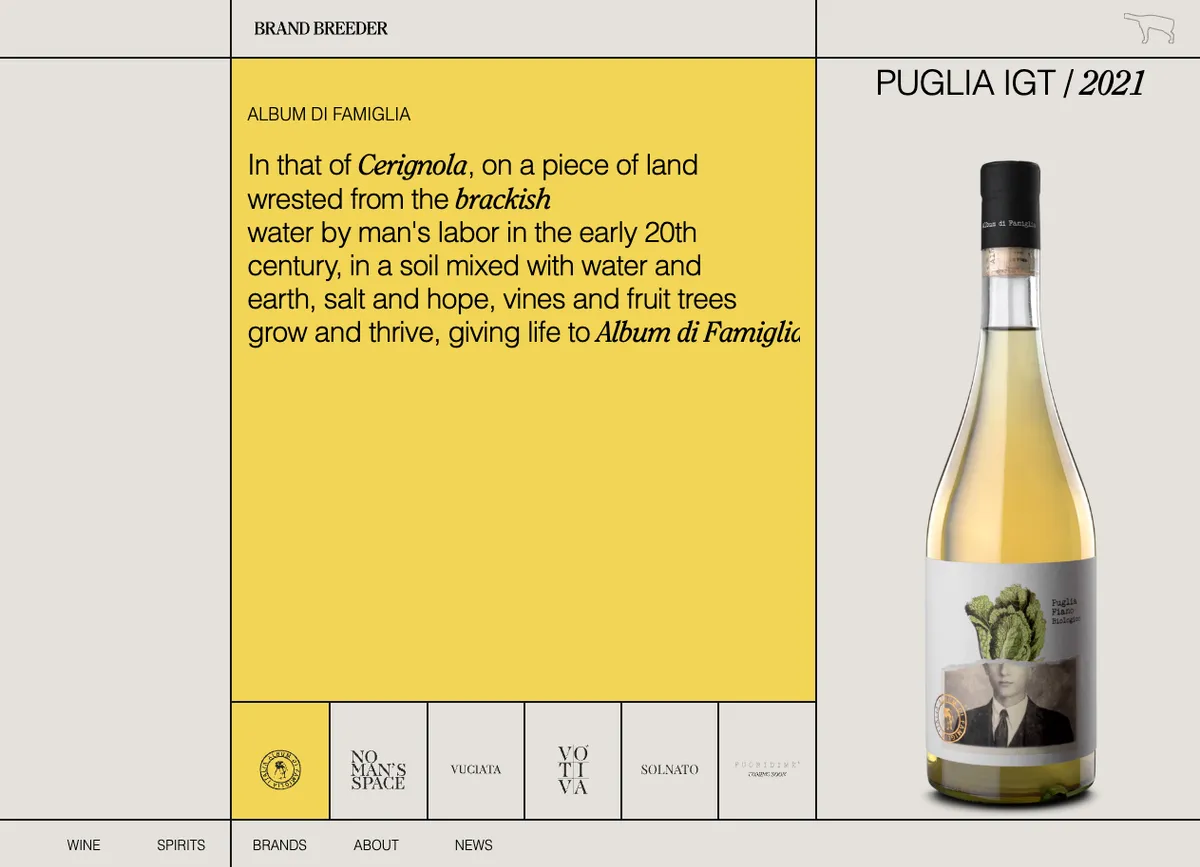 BRAND BREEDER
ALBUM DI FAMIGLIA
In that of Cerignola, on a piece of land
wrested from the brackish
water by man's labor in the early 20th
century, in a soil mixed with water and
earth, salt and hope, vines and fruit trees
grow and thrive, giving life to Album di Famiglia
PUGLIA IGT / 2021
Album di Famiglia
Puglia
Fiano
Biologico
ALBUM DI FAMIGLIA
NO
MAN'S
SPACE
VUCIATA
VO
TI
VA
SOLNATO
COMING SOON
WINE
SPIRITS
BRANDS
ABOUT
NEWS